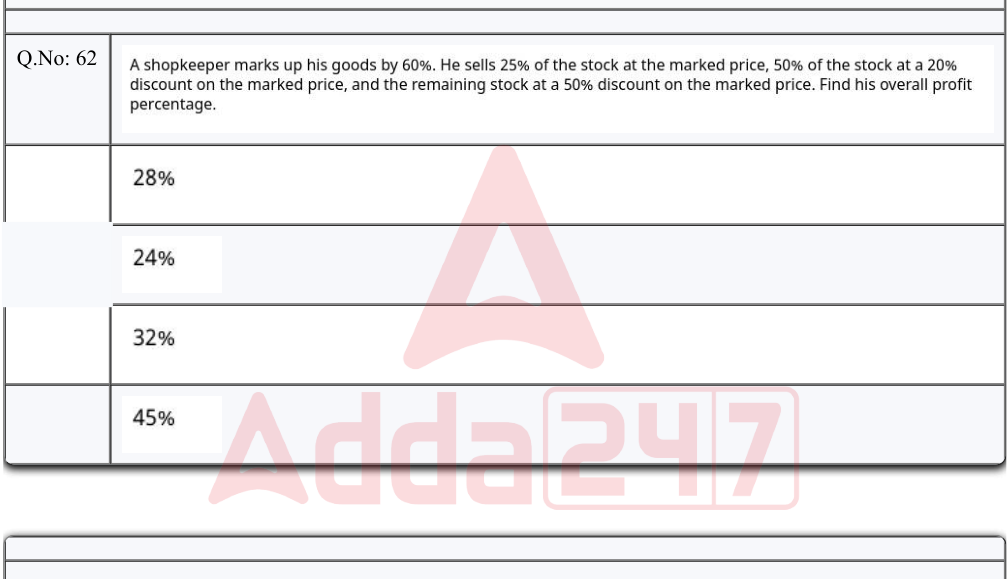 Q.No: 62
A shopkeeper marks up his goods by 60%. He sells 25% of the stock at the marked price, 50% of the stock at a 20%
discount on the marked price, and the remaining stock at a 50% discount on the marked price. Find his overall profit
percentage.
28%
24%
32%
45%
Adda247